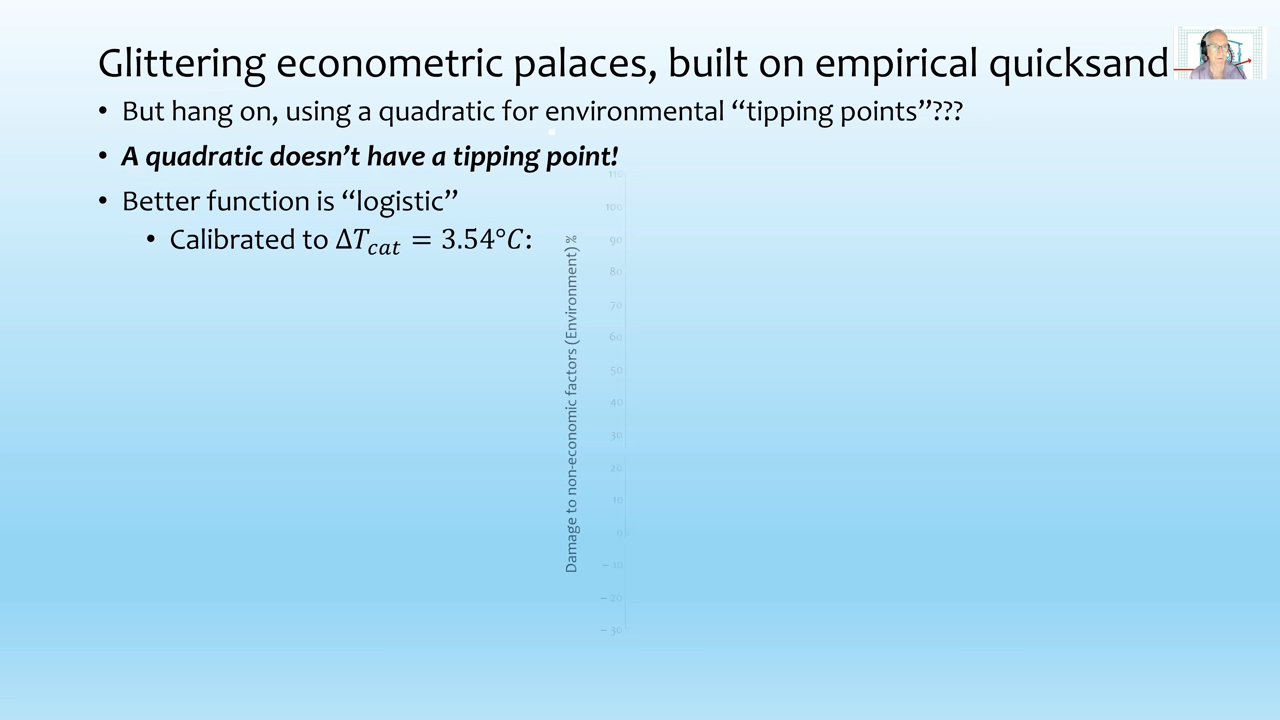 Glittering econometric palaces, built on empirical quicksand
• But hang on, using a quadratic for environmental “tipping points”???
• A quadratic doesn’t have a tipping point!
• Better function is “logistic”
• Calibrated to Δ𝑇𝑐𝑎𝑡 = 3.54°𝐶:
Damage to non-economic factors (Environment) %
110
100
90
80
70
60
50
40
30
20
10
0
– 10
– 20
– 30